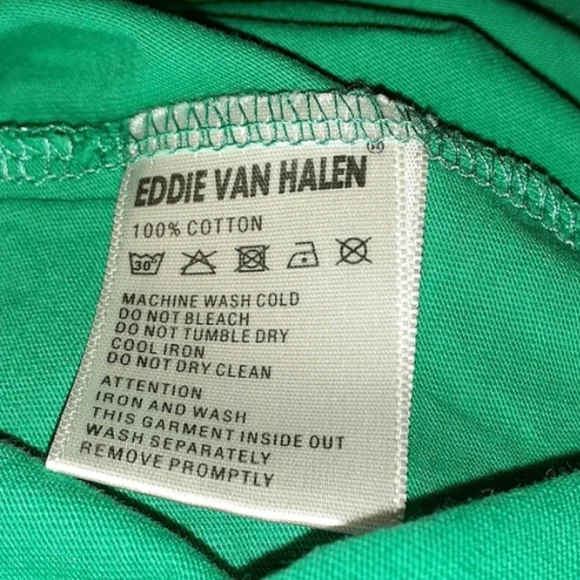 EDDIE VAN HALEN®
100% COTTON
30°
MACHINE WASH COLD
DO NOT BLEACH
DO NOT TUMBLE DRY
COOL IRON
DO NOT DRY CLEAN
ATTENTION
IRON AND WASH
THIS GARMENT INSIDE OUT
WASH SEPARATELY
REMOVE PROMPTLY